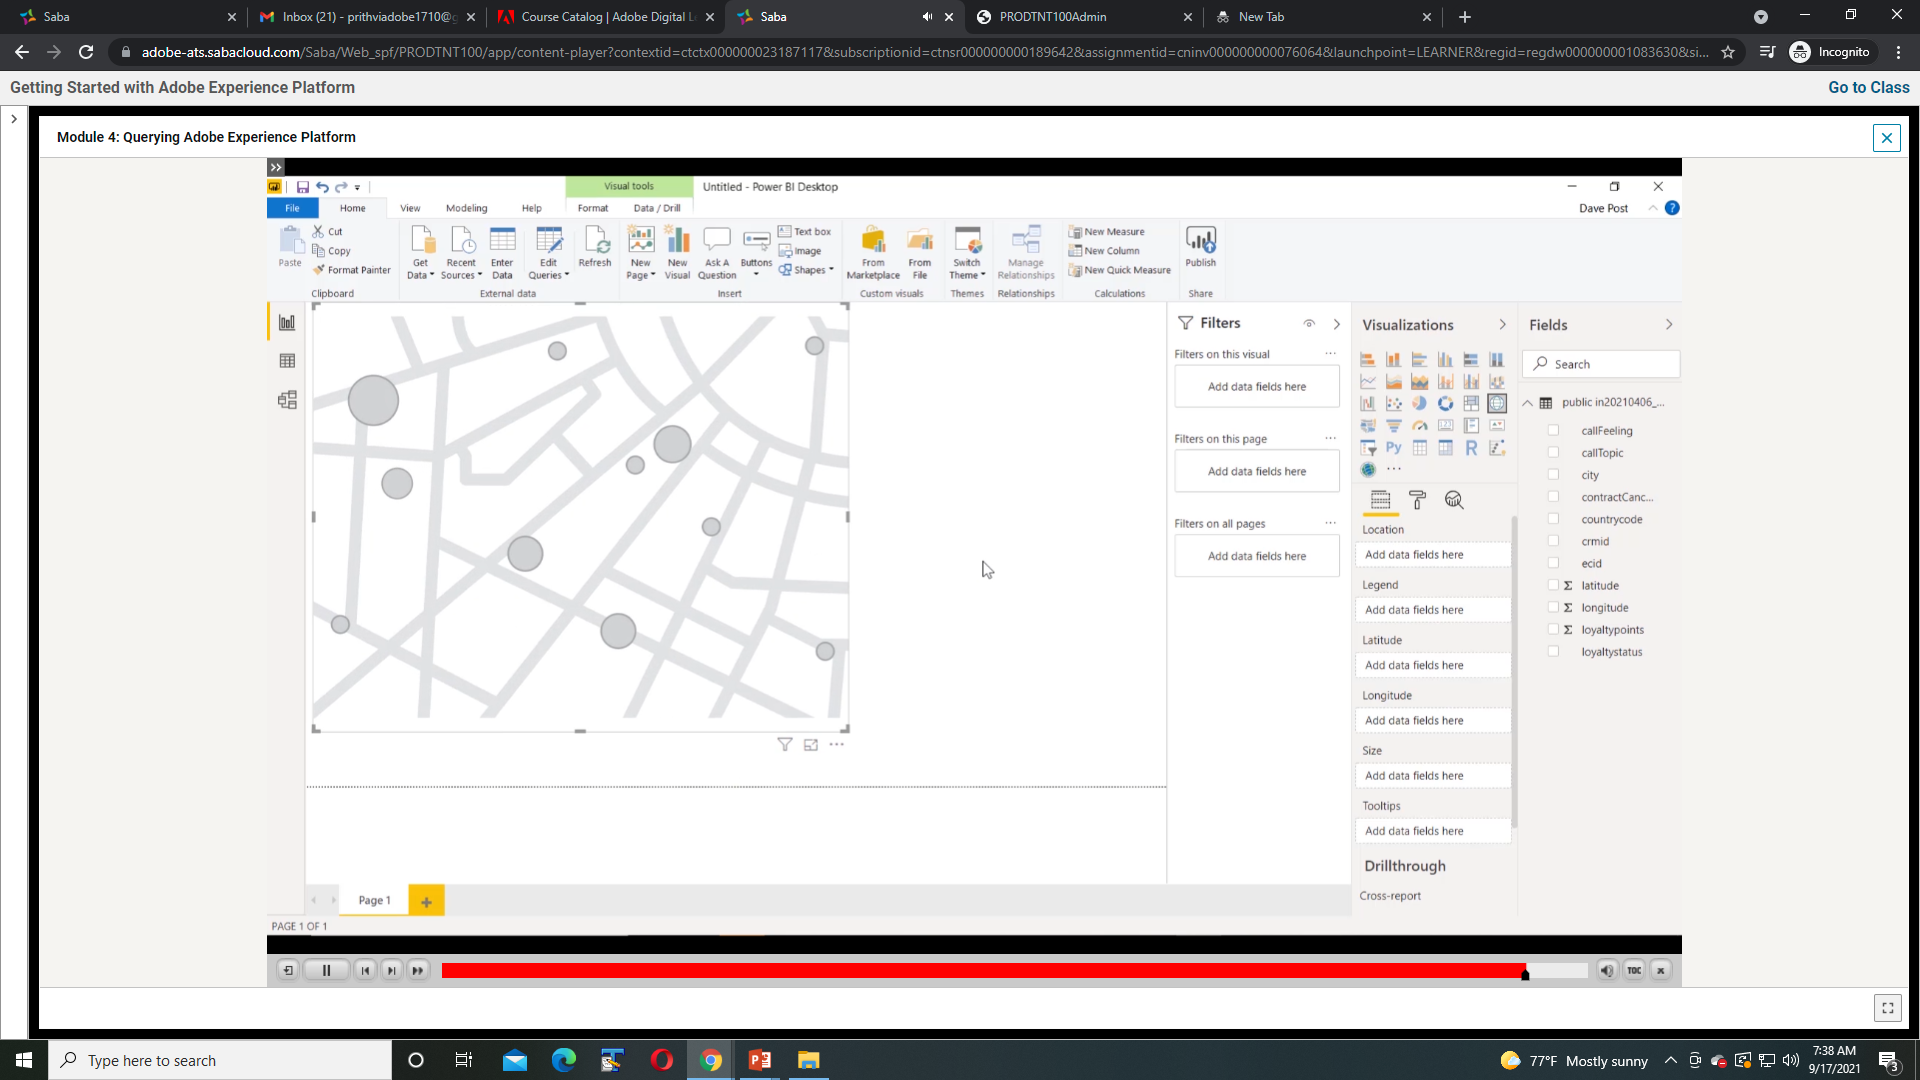 Saba
Inbox (21) - prithviadobe1710@g
Course Catalog | Adobe Digital L
Saba
PRODTNT100Admin
New Tab
adobe-ats.sabacloud.com/Saba/Web_spf/PRODTNT100/app/content-player?contextid=ctctx000000023187117&subscriptionid=ctnsr000000000189642&assignmentid=cninv000000000076064&launchpoint=LEARNER&regid=regdw000000001083630&si...
Incognito
Getting Started with Adobe Experience Platform
Go to Class
Module 4: Querying Adobe Experience Platform
Visual tools
Untitled - Power BI Desktop
File
Home
View
Modeling
Help
Format
Data / Drill
Dave Post
Paste
Cut
Copy
Format Painter
Clipboard
Get Data
Recent Sources
Enter Data
Edit Queries
Refresh
External data
New Page
New Visual
Ask A Question
Buttons
Text box
Image
Shapes
Insert
From Marketplace
From File
Custom visuals
Switch Theme
Themes
Manage Relationships
Relationships
New Measure
New Column
New Quick Measure
Calculations
Publish
Share
Filters
Filters on this visual
Add data fields here
Filters on this page
Add data fields here
Filters on all pages
Add data fields here
Visualizations
Py
R
Location
Add data fields here
Legend
Add data fields here
Latitude
Add data fields here
Longitude
Add data fields here
Size
Add data fields here
Tooltips
Add data fields here
Drillthrough
Cross-report
Fields
Search
public in20210406_...
callFeeling
callTopic
city
contractCanc...
countrycode
crmid
ecid
Σ latitude
Σ longitude
Σ loyaltypoints
loyaltystatus
Page 1
PAGE 1 OF 1
TOC
Type here to search
77°F Mostly sunny
7:38 AM
9/17/2021
3